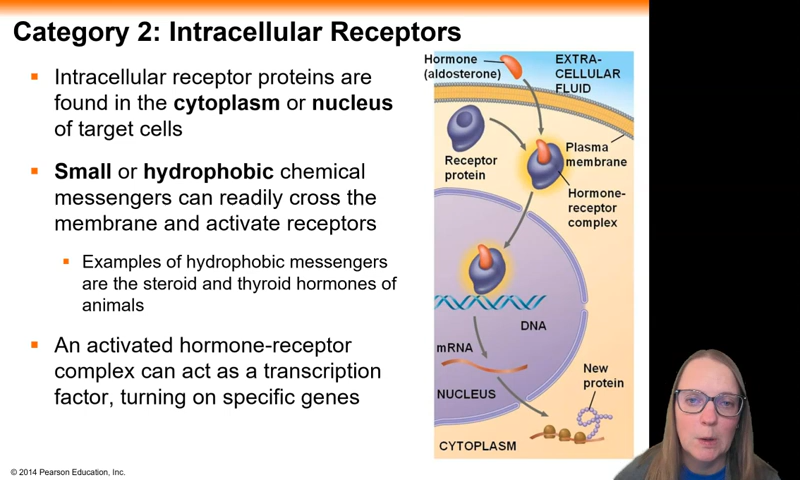 Category 2: Intracellular Receptors
Intracellular receptor proteins are
found in the cytoplasm or nucleus
of target cells
Small or hydrophobic chemical
messengers can readily cross the
membrane and activate receptors
Examples of hydrophobic messengers
are the steroid and thyroid hormones of
animals
An activated hormone-receptor
complex can act as a transcription
factor, turning on specific genes
Hormone
(aldosterone)
EXTRA-
CELLULAR
FLUID
Plasma
membrane
Receptor
protein
Hormone-
receptor
complex
DNA
mRNA
NUCLEUS
New
protein
CYTOPLASM
© 2014 Pearson Education, Inc.